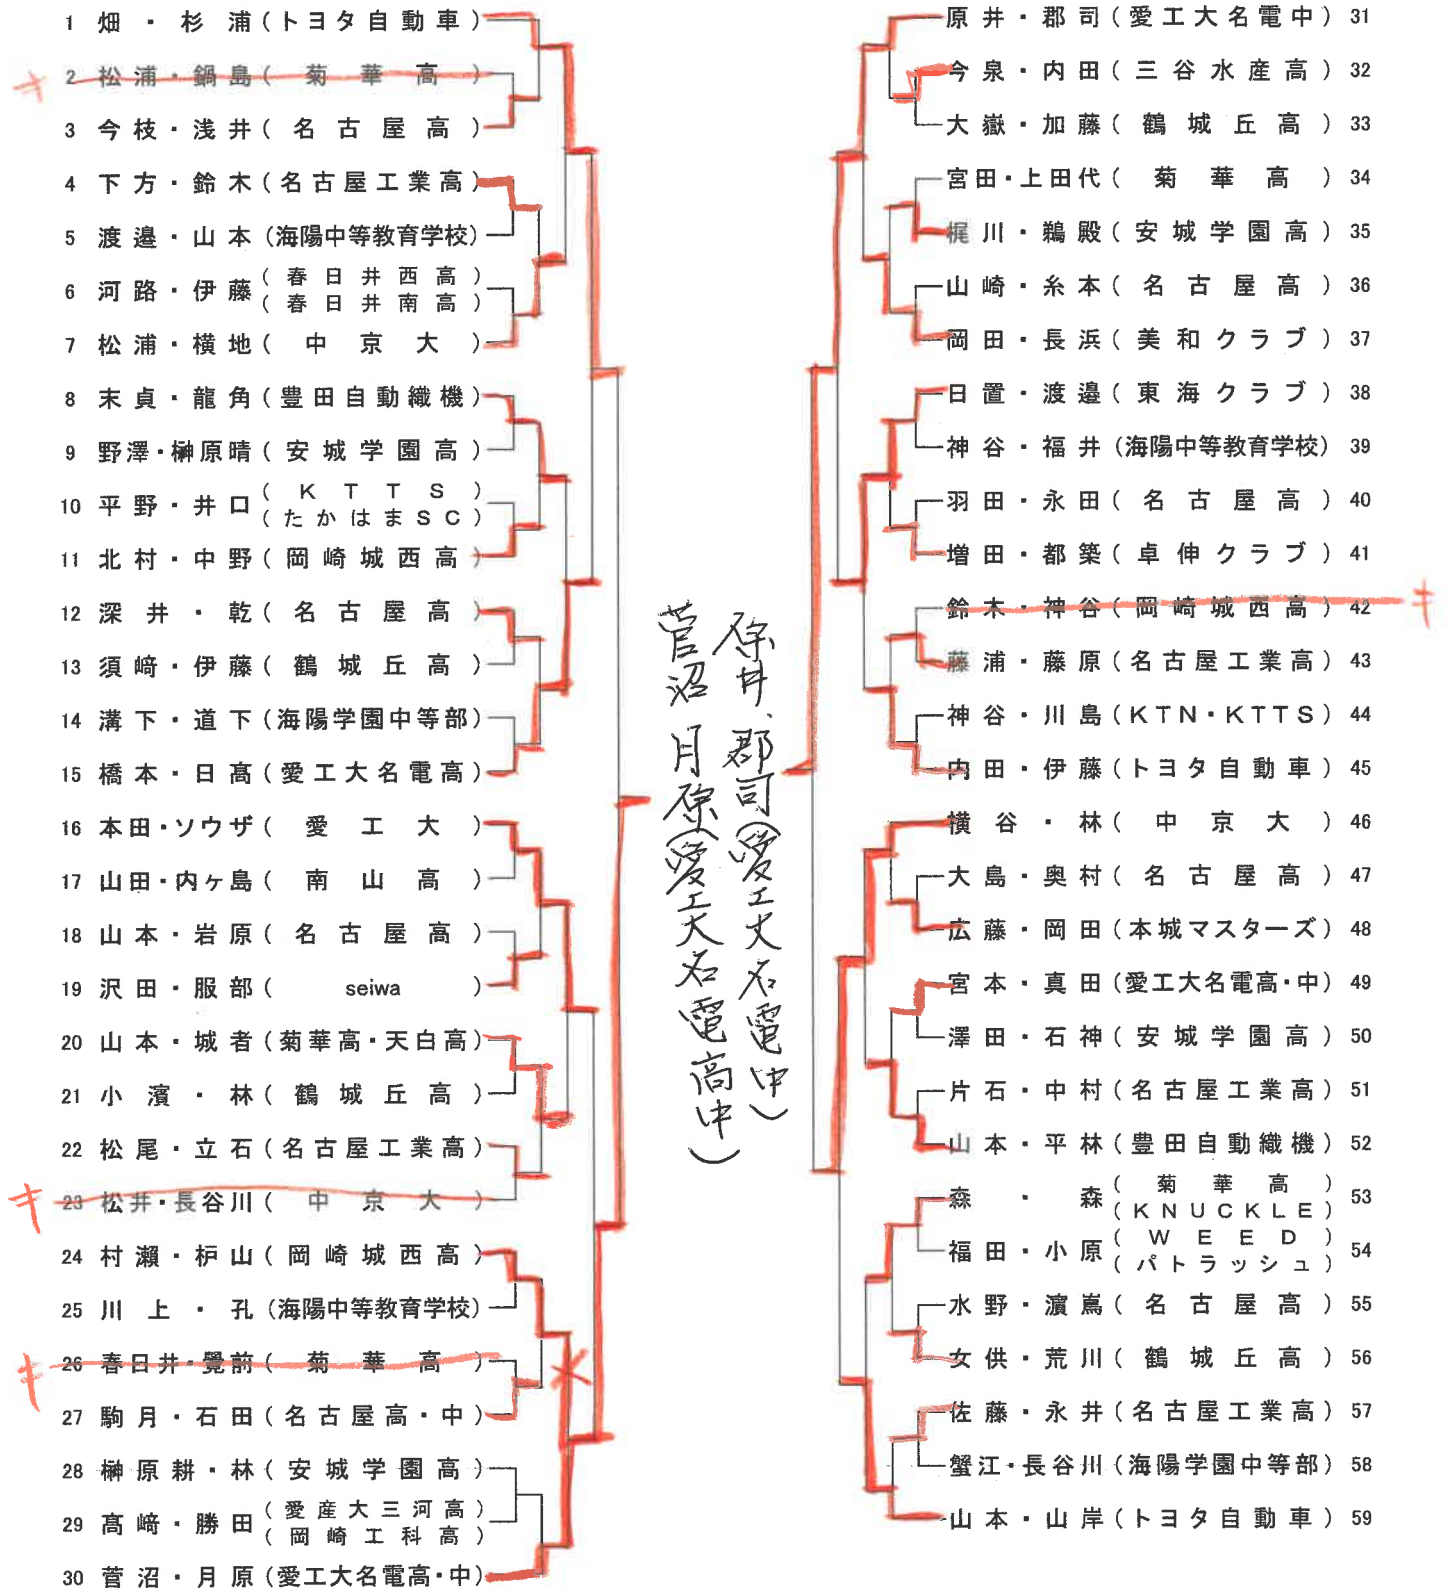 1 畑・杉浦(トヨタ自動車)
キ 2 松浦・鍋島(菊華高)
3 今枝・浅井(名古屋高)
4 下方・鈴木(名古屋工業高)
5 渡邉・山本(海陽中等教育学校)
6 河路・伊藤(春日井西高)(春日井南高)
7 松浦・横地(中京大)
8 末貞・龍角(豊田自動織機)
9 野澤・榊原晴(安城学園高)
10 平野・井口(KTTS)(たかはまSC)
11 北村・中野(岡崎城西高)
12 深井・乾(名古屋高)
13 須﨑・伊藤(鶴城丘高)
14 溝下・道下(海陽学園中等部)
15 橋本・日髙(愛工大名電高)
16 本田・ソウザ(愛工大)
17 山田・内ヶ島(南山高)
18 山本・岩原(名古屋高)
19 沢田・服部(seiwa)
20 山本・城者(菊華高・天白高)
21 小濱・林(鶴城丘高)
22 松尾・立石(名古屋工業高)
キ 23 松井・長谷川(中京大)
24 村瀬・枦山(岡崎城西高)
25 川上・孔(海陽中等教育学校)
キ 26 春日井・覺前(菊華高)
27 駒月・石田(名古屋高・中)
28 榊原耕・林(安城学園高)
29 髙﨑・勝田(愛産大三河高)(岡崎工科高)
30 菅沼・月原(愛工大名電高・中)
原井、郡司(愛工大名電中)
菅沼 月原(愛工大名電高中)
原井・郡司(愛工大名電中) 31
今泉・内田(三谷水産高) 32
大嶽・加藤(鶴城丘高) 33
宮田・上田代(菊華高) 34
梶川・鵜殿(安城学園高) 35
山崎・糸本(名古屋高) 36
岡田・長浜(美和クラブ) 37
日置・渡邉(東海クラブ) 38
神谷・福井(海陽中等教育学校) 39
羽田・永田(名古屋高) 40
増田・都築(卓伸クラブ) 41
鈴木・神谷(岡崎城西高) 42 キ
藤浦・藤原(名古屋工業高) 43
神谷・川島(KTN・KTTS) 44
内田・伊藤(トヨタ自動車) 45
横谷・林(中京大) 46
大島・奥村(名古屋高) 47
広藤・岡田(本城マスターズ) 48
宮本・真田(愛工大名電高・中) 49
澤田・石神(安城学園高) 50
片石・中村(名古屋工業高) 51
山本・平林(豊田自動織機) 52
森・森(菊華高)(KNUCKLE) 53
福田・小原(WEED)(パトラッシュ) 54
水野・濵嶌(名古屋高) 55
女供・荒川(鶴城丘高) 56
佐藤・永井(名古屋工業高) 57
蟹江・長谷川(海陽学園中等部) 58
山本・山岸(トヨタ自動車) 59